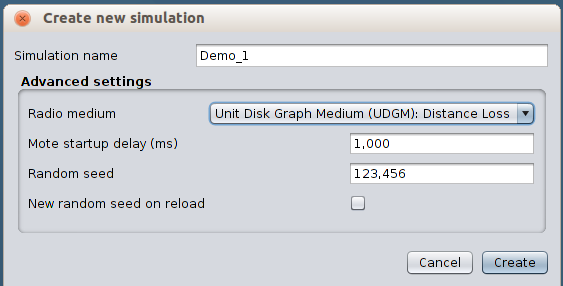 Create new simulation
Simulation name Demo_1
Advanced settings
Radio medium Unit Disk Graph Medium (UDGM): Distance Loss
Mote startup delay (ms) 1,000
Random seed 123,456
New random seed on reload
Cancel Create